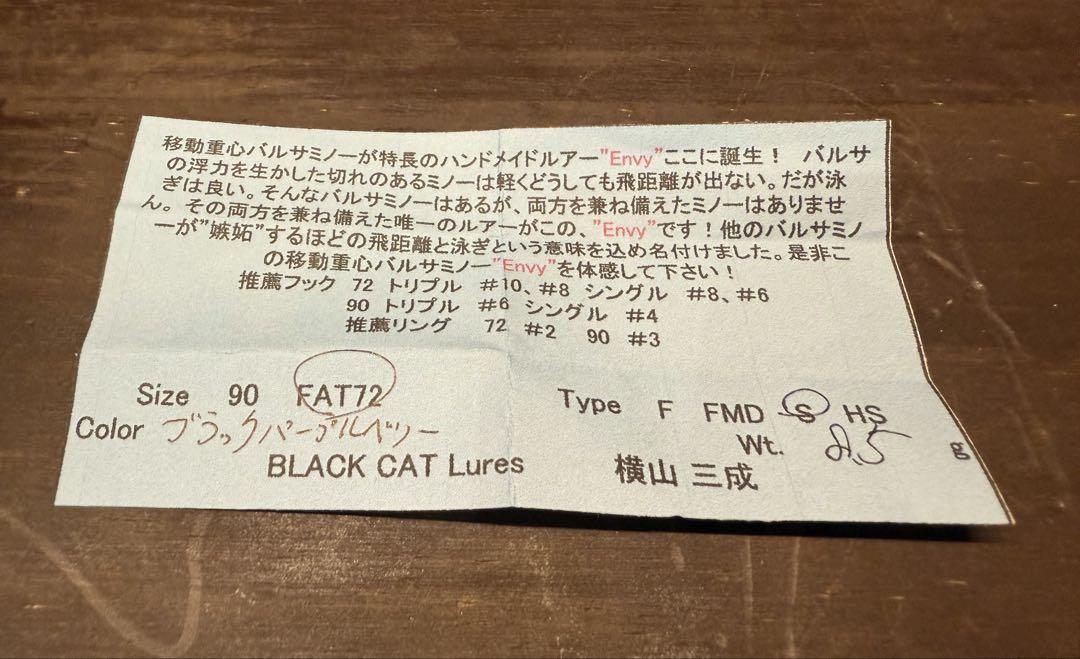 移動重心バルサミノーが特長のハンドメイドルアー"Envy"ここに誕生！ バルサ
の浮力を生かした切れのあるミノーは軽くどうしても飛距離が出ない。だが泳
ぎは良い。そんなバルサミノーはあるが、両方を兼ね備えたミノーはありませ
ん。その両方を兼ね備えた唯一のルアーがこの、"Envy"です！他のバルサミノ
ーが"嫉妬"するほどの飛距離と泳ぎという意味を込め名付けました。是非こ
の移動重心バルサミノー"Envy"を体感して下さい！
推薦フック 72 トリプル #10、#8 シングル #8、#6
90 トリプル #6 シングル #4
推薦リング 72 #2 90 #3
Size 90 FAT72 Type F FMD S HS
Color ブラックパープルベリー Wt. 8.5 g
BLACK CAT Lures 横山 三成